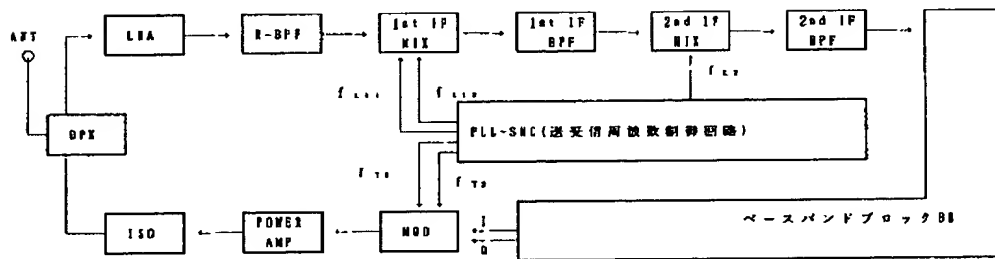 ANT
LNA
R-BPF
1st IF
MIX
1st IF
BPF
2nd IF
MIX
2nd IF
BPF
DPX
PLL-SNC(送受信周波数制御回路)
ISO
POWER
AMP
MOD
I
Q
ベースバンドブロックBB